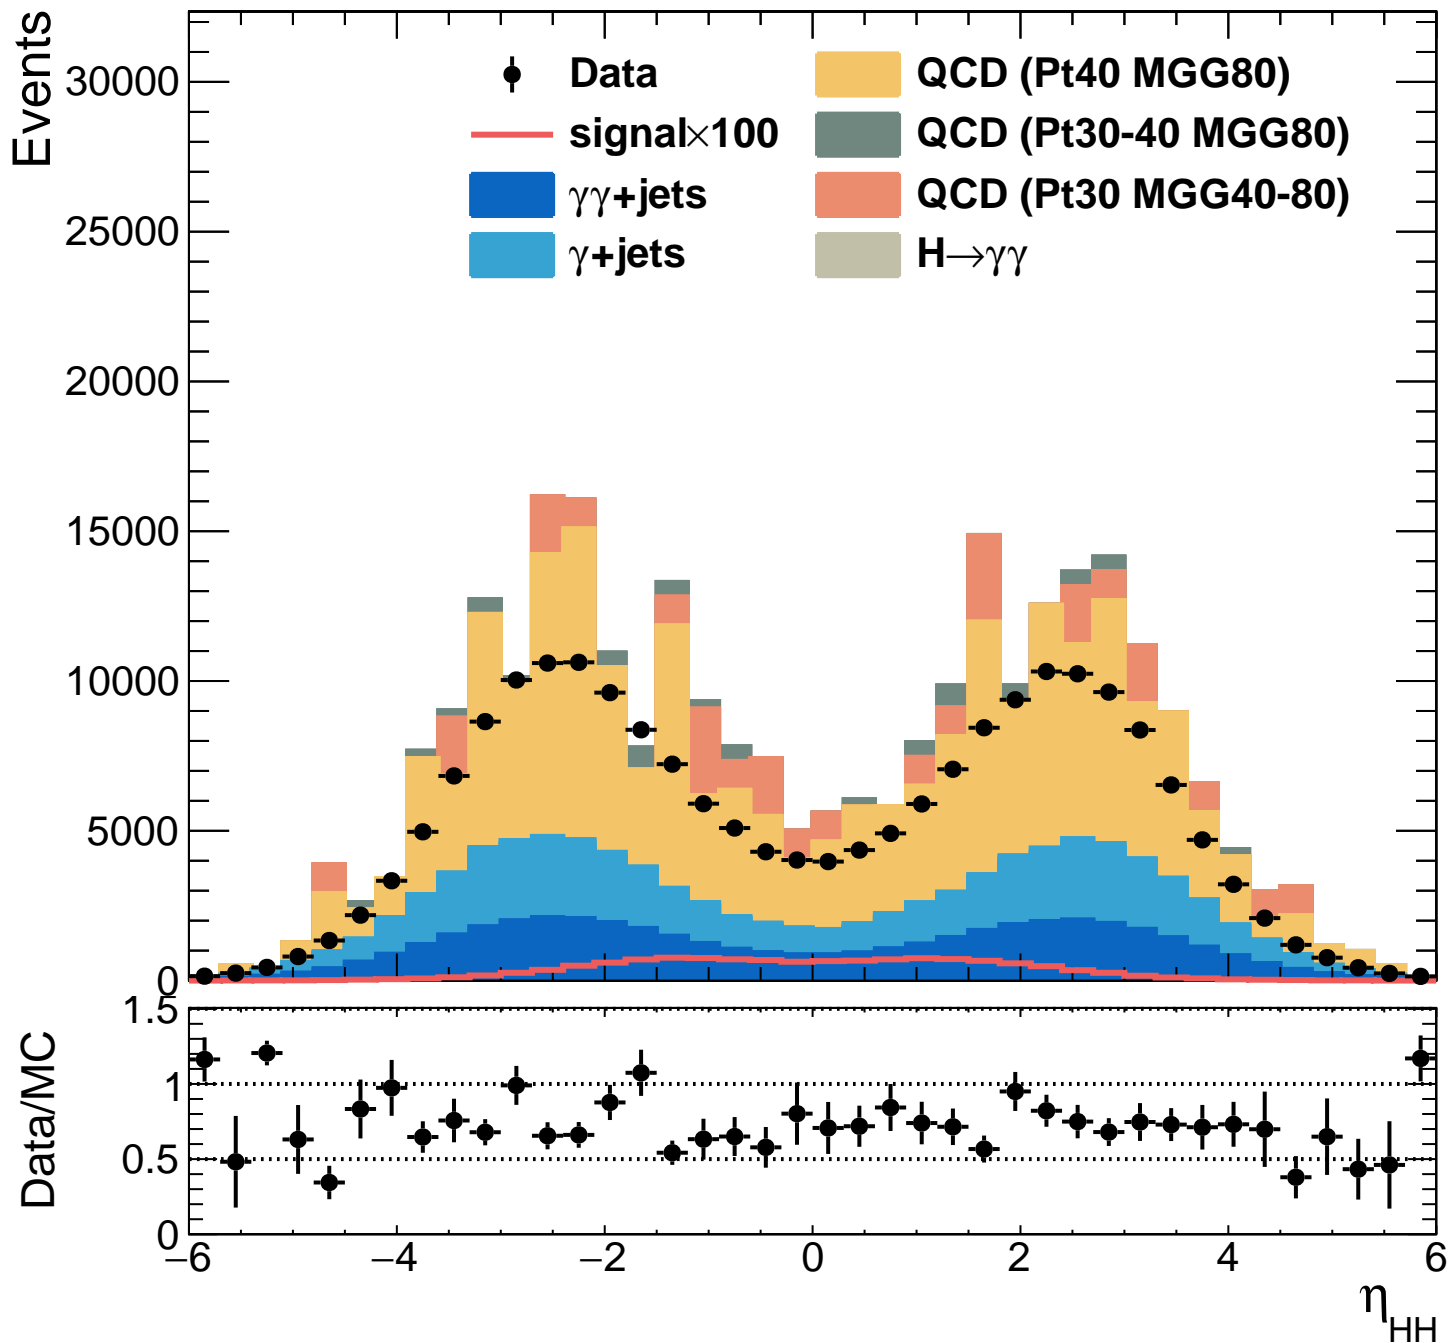 Events
30000
25000
20000
15000
10000
5000
0
Data
signal×100
γγ+jets
γ+jets
QCD (Pt40 MGG80)
QCD (Pt30-40 MGG80)
QCD (Pt30 MGG40-80)
H→γγ
Data/MC
1.5
1
0.5
0
−6 −4 −2 0 2 4 6
ηHH